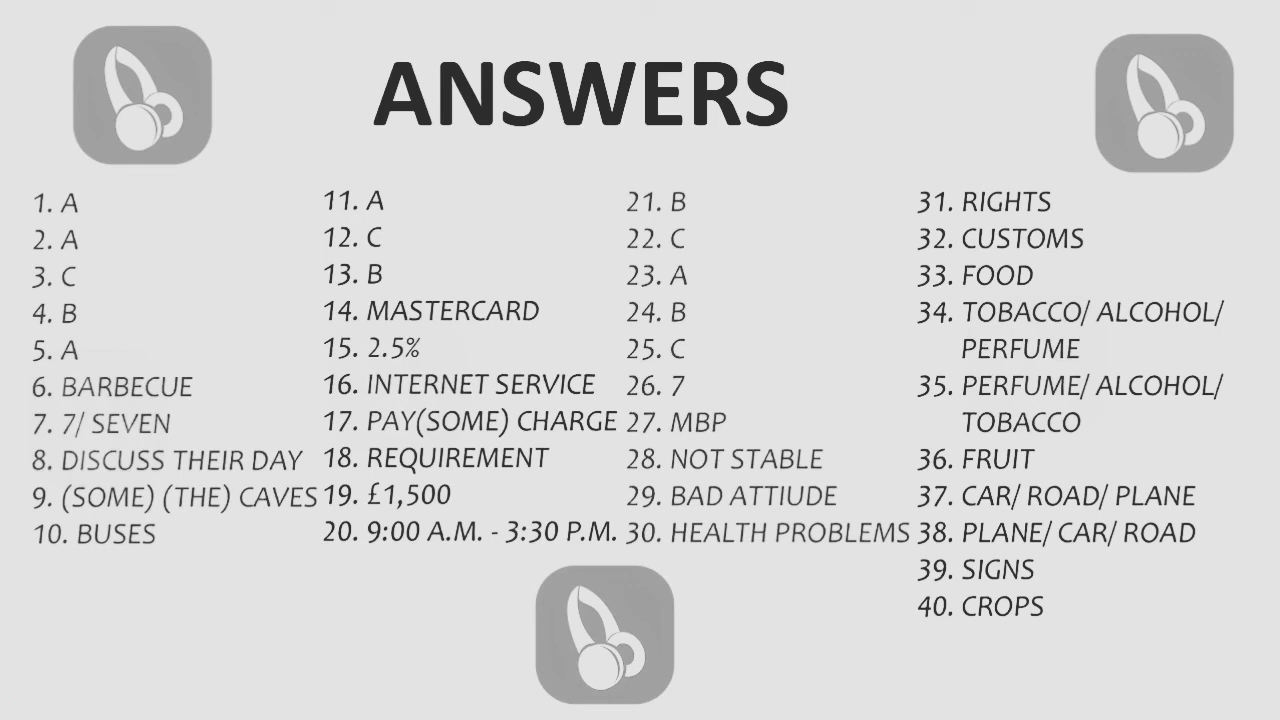 ANSWERS
1. A
2. A
3. C
4. B
5. A
6. BARBECUE
7. 7/ SEVEN
8. DISCUSS THEIR DAY
9. (SOME) (THE) CAVES
10. BUSES
11. A
12. C
13. B
14. MASTERCARD
15. 2.5%
16. INTERNET SERVICE
17. PAY(SOME) CHARGE
18. REQUIREMENT
19. £1,500
20. 9:00 A.M. - 3:30 P.M.
21. B
22. C
23. A
24. B
25. C
26. 7
27. MBP
28. NOT STABLE
29. BAD ATTIUDE
30. HEALTH PROBLEMS
31. RIGHTS
32. CUSTOMS
33. FOOD
34. TOBACCO/ ALCOHOL/
PERFUME
35. PERFUME/ ALCOHOL/
TOBACCO
36. FRUIT
37. CAR/ ROAD/ PLANE
38. PLANE/ CAR/ ROAD
39. SIGNS
40. CROPS